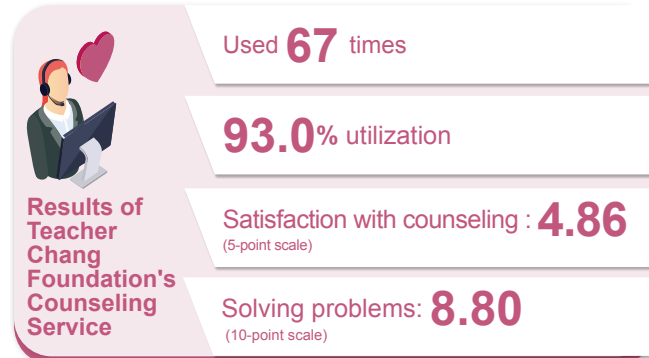 Results of
Teacher
Chang
Foundation's
Counseling
Service
Used 67 times
93.0% utilization
Satisfaction with counseling : 4.86
(5-point scale)
Solving problems: 8.80
(10-point scale)